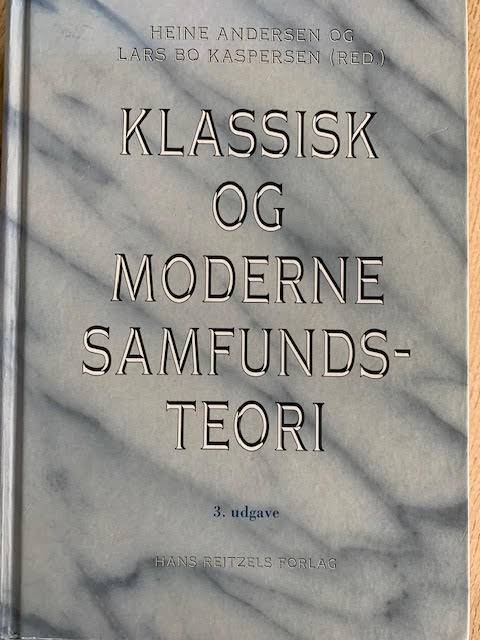 HEINE ANDERSEN OG
LARS BO KASPERSEN (RED.)
KLASSISK
OG
MODERNE
SAMFUNDS-
TEORI
3. udgave
HANS REITZELS FORLAG